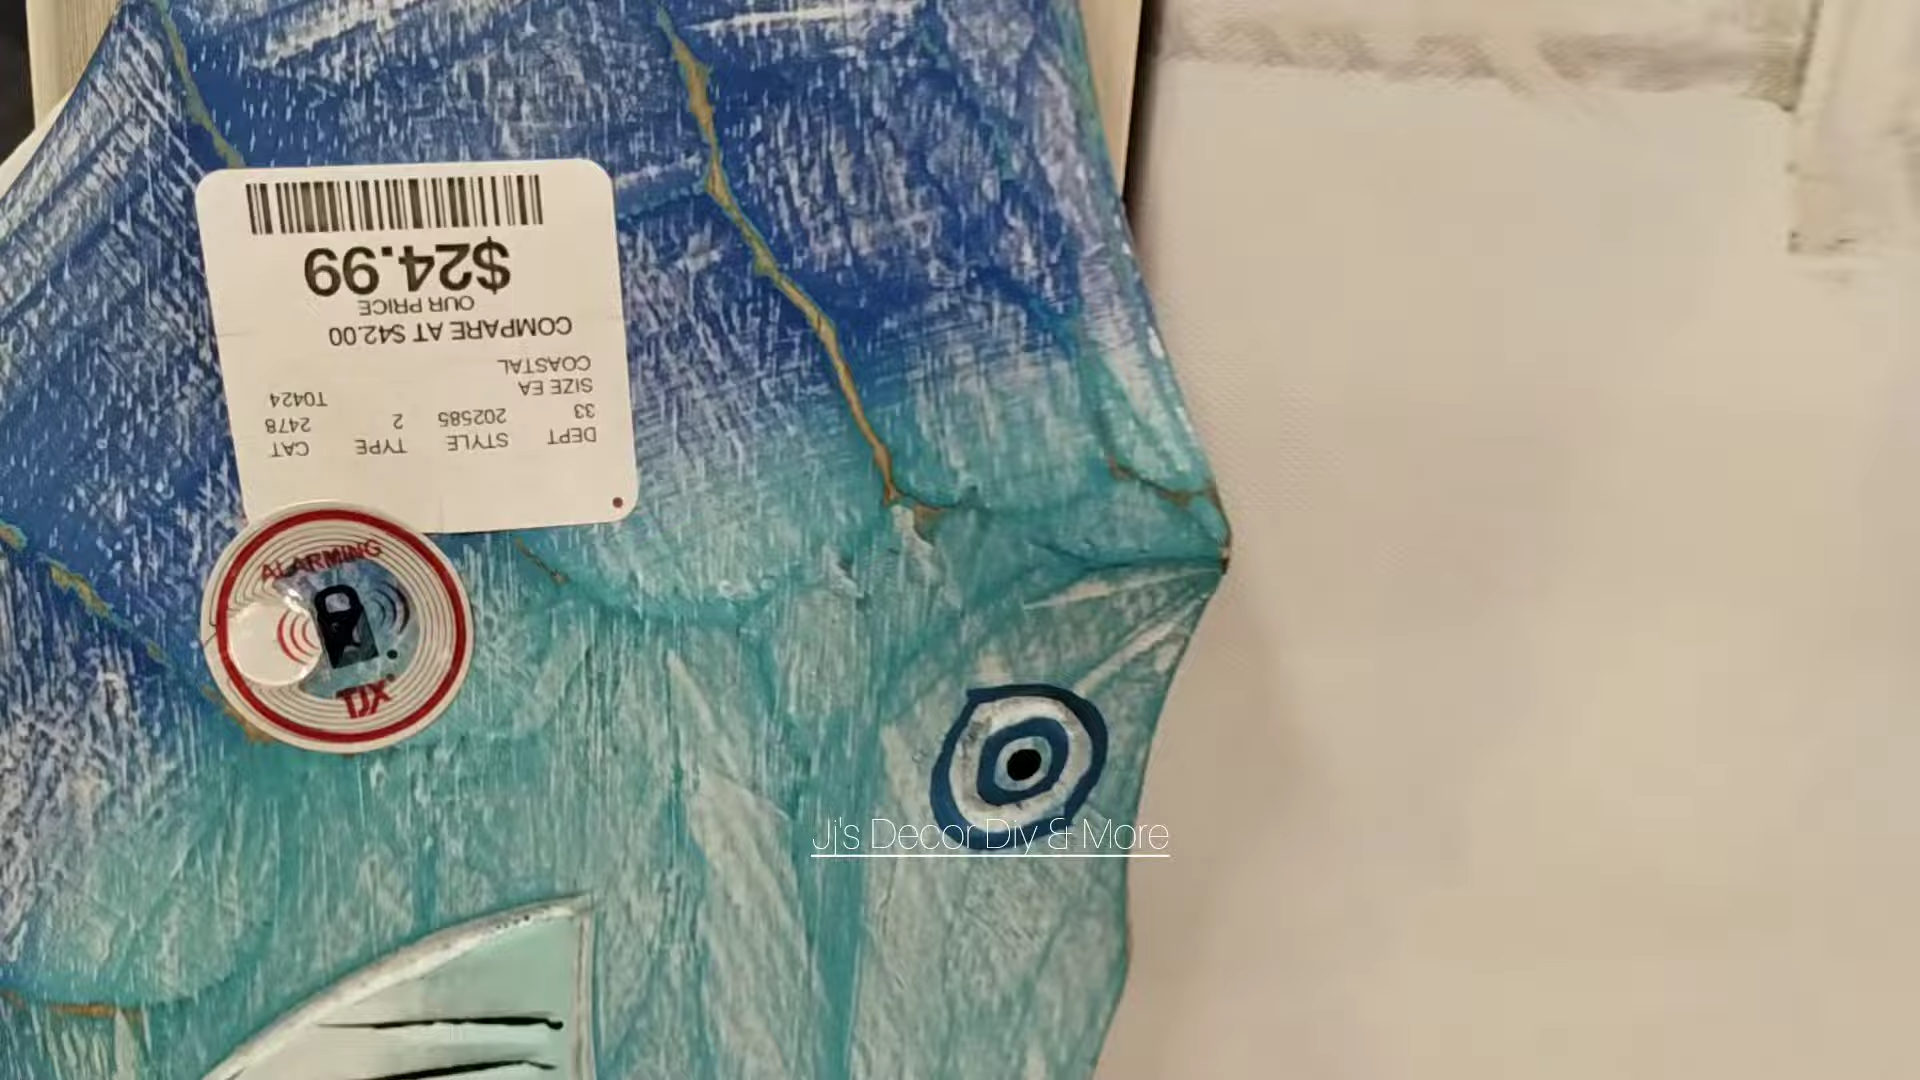 DEPT STYLE TYPE CAT
33 202585 2 2478
SIZE EA T0424
COASTAL
COMPARE AT $42.00
OUR PRICE
$24.99
ALARMING
TJX
Jj's Decor Diy & More